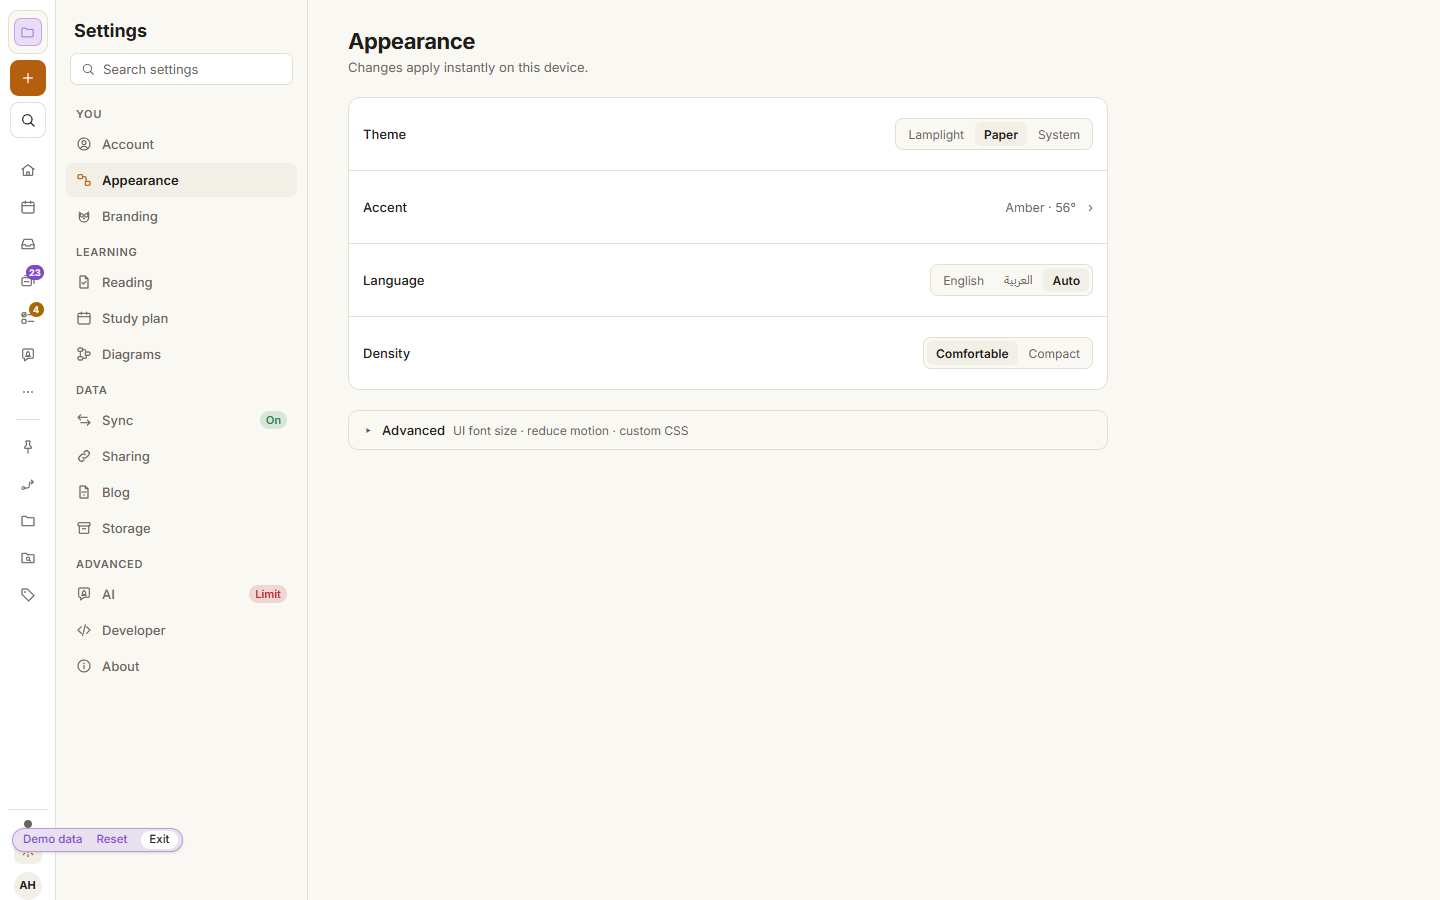 Settings
Search settings
YOU
Account
Appearance
Branding
LEARNING
Reading
Study plan
Diagrams
DATA
Sync On
Sharing
Blog
Storage
ADVANCED
AI Limit
Developer
About
23
4
Demo data Reset Exit
AH
Appearance
Changes apply instantly on this device.
Theme Lamplight Paper System
Accent Amber · 56° ›
Language English العربية Auto
Density Comfortable Compact
Advanced UI font size · reduce motion · custom CSS